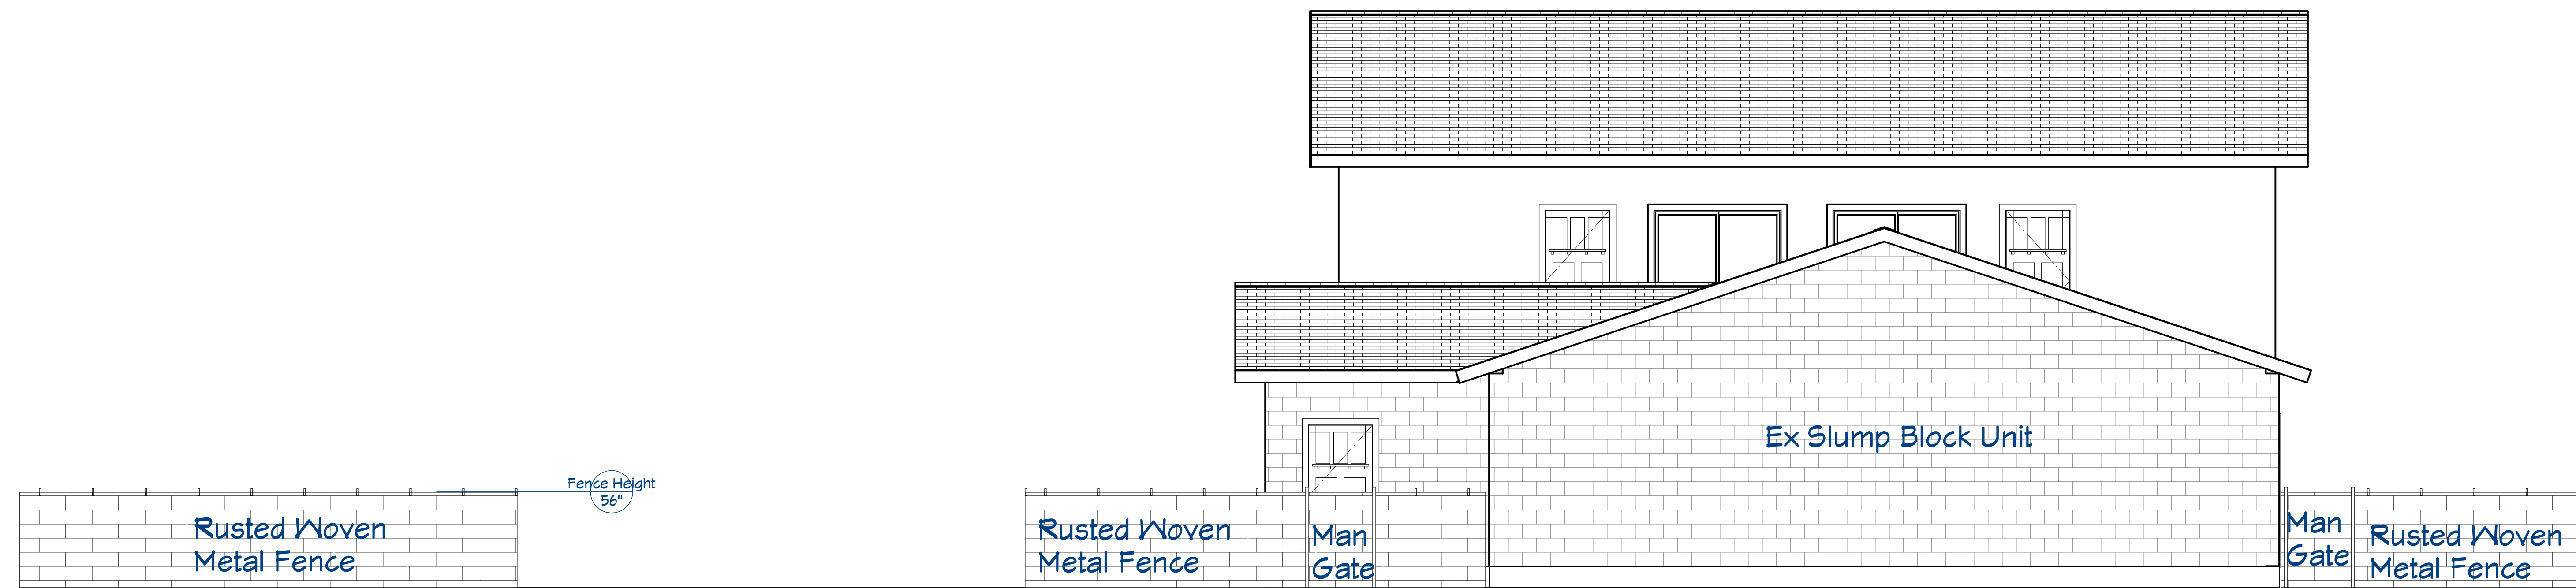 Ex Slump Block Unit
Fence Height
56"
Rusted Woven
Metal Fence
Rusted Woven
Metal Fence
Man
Gate
Man
Gate
Rusted Woven
Metal Fence